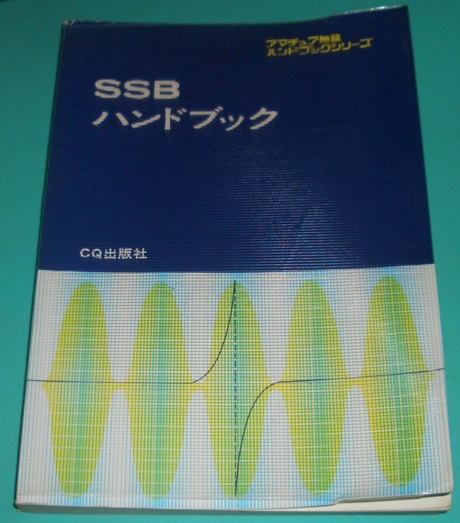 アマチュア無線
ハンドブックシリーズ
SSB
ハンドブック
CQ出版社